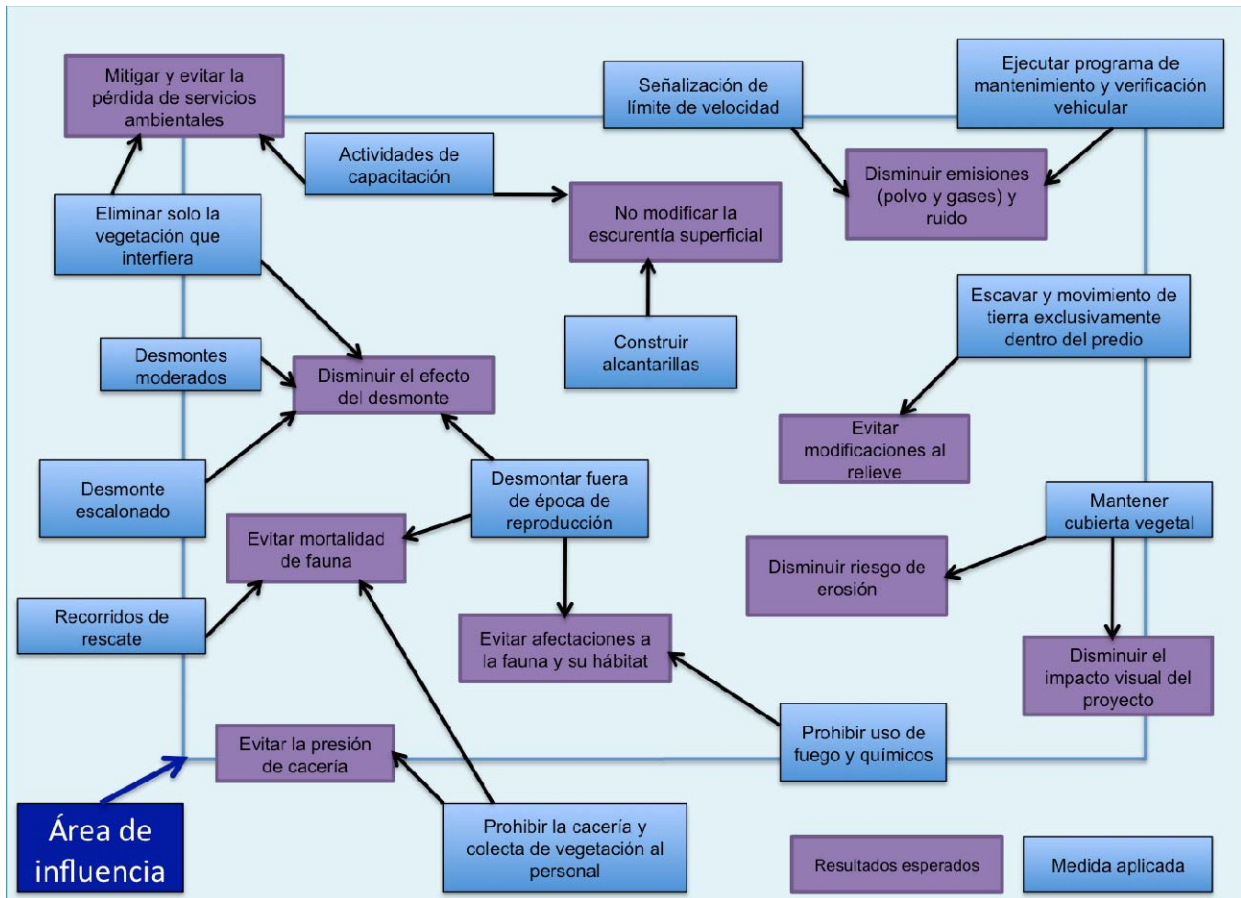 Mitigar y evitar la
pérdida de servicios
ambientales
Señalización de
límite de velocidad
Ejecutar programa de
mantenimiento y verificación
vehicular
Actividades de
capacitación
Disminuir emisiones
(polvo y gases) y
ruido
Eliminar solo la
vegetación que
interfiera
No modificar la
escurentía superficial
Escavar y movimiento de
tierra exclusivamente
dentro del predio
Desmontes
moderados
Disminuir el efecto
del desmonte
Construir
alcantarillas
Evitar
modificaciones al
relieve
Desmonte
escalonado
Desmontar fuera
de época de
reproducción
Mantener
cubierta vegetal
Evitar mortalidad
de fauna
Disminuir riesgo de
erosión
Recorridos de
rescate
Evitar afectaciones a
la fauna y su hábitat
Disminuir el
impacto visual del
proyecto
Evitar la presión
de cacería
Prohibir uso de
fuego y químicos
Área de
influencia
Prohibir la cacería y
colecta de vegetación al
personal
Resultados esperados
Medida aplicada